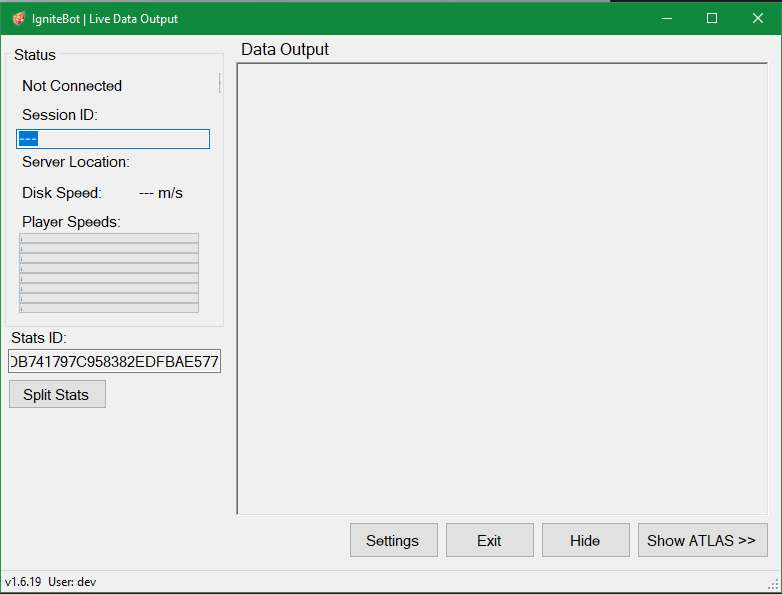 IgniteBot | Live Data Output
Status
Not Connected
Session ID:
---
Server Location:
Disk Speed: --- m/s
Player Speeds:
Stats ID:
DB741797C958382EDFBAE577
Split Stats
Data Output
Settings
Exit
Hide
Show ATLAS >>
v1.6.19 User: dev